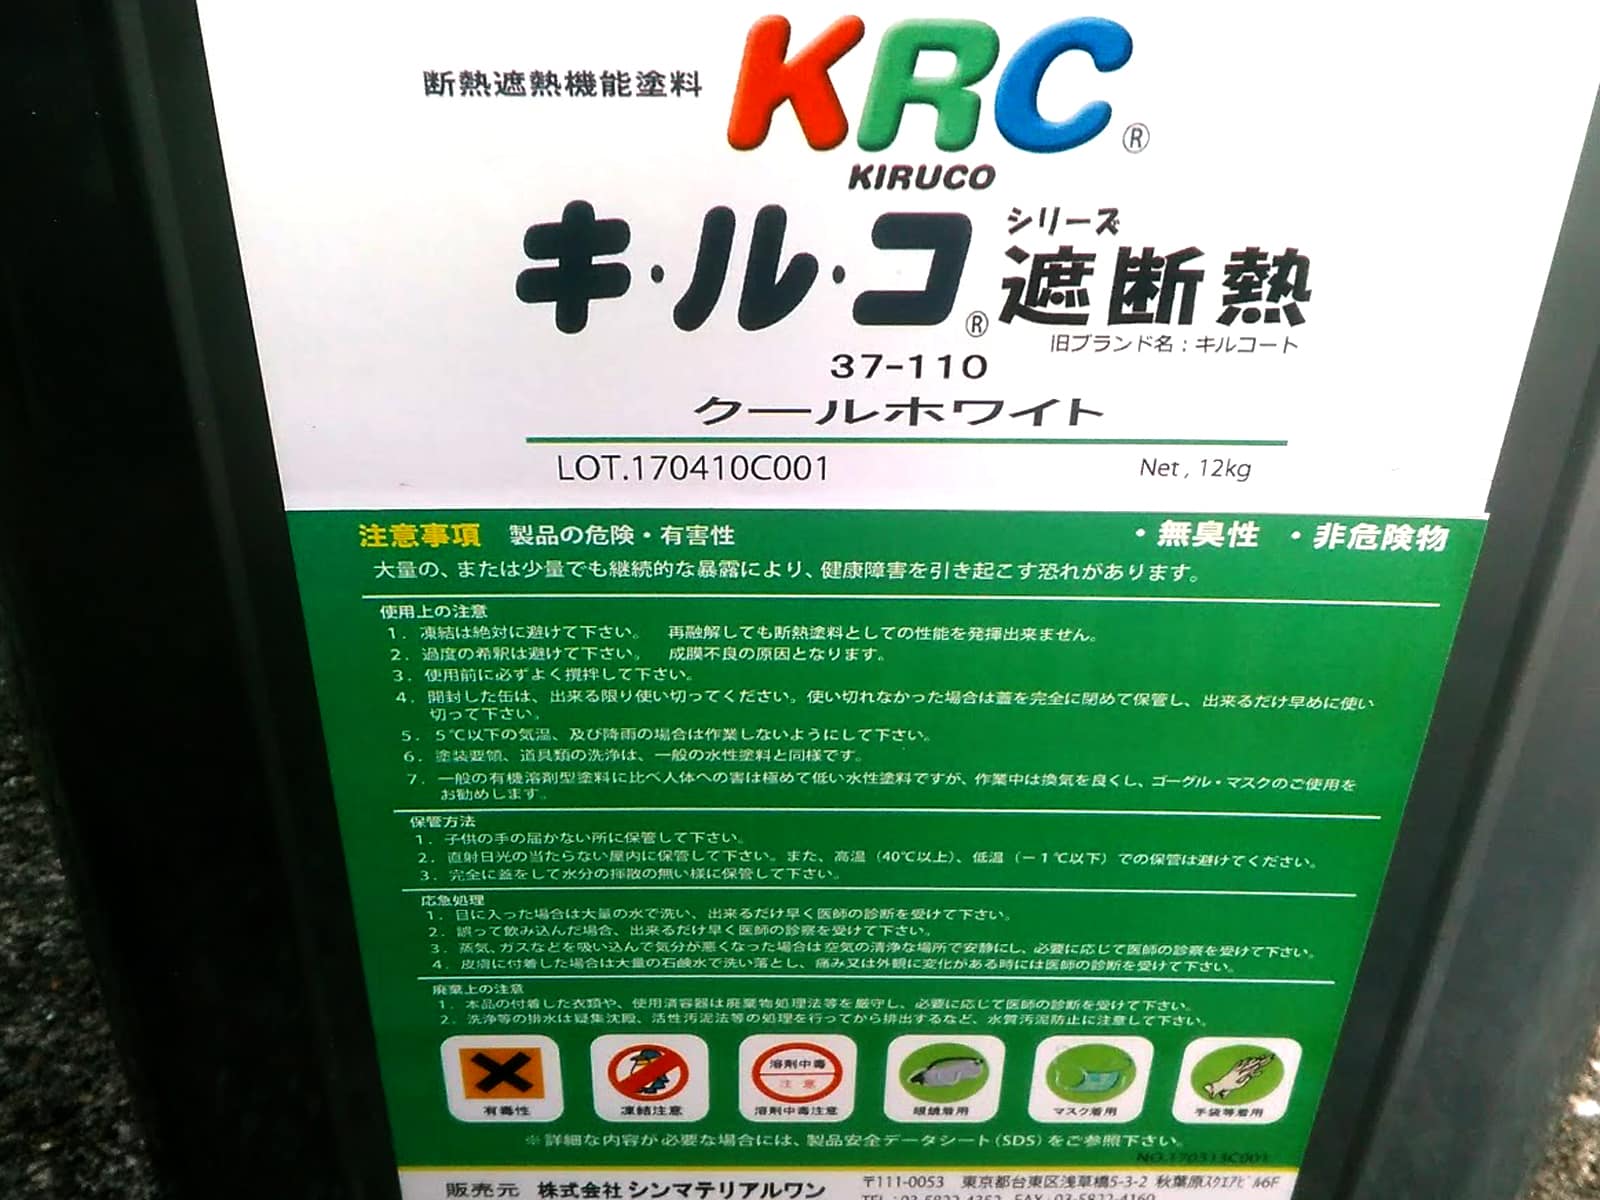 断熱遮熱機能塗料
KRC®
KIRUCO
キ・ル・コ® シリーズ 遮断熱
旧ブランド名：キルコート
37-110
クールホワイト
LOT.170410C001 Net , 12kg
注意事項 製品の危険・有害性 ・無臭性 ・非危険物
大量の、または少量でも継続的な暴露により、健康障害を引き起こす恐れがあります。
使用上の注意
1. 凍結は絶対に避けて下さい。 再融解しても断熱塗料としての性能を発揮出来ません。
2. 過度の希釈は避けて下さい。 成膜不良の原因となります。
3. 使用前に必ずよく撹拌して下さい。
4. 開封した缶は、出来る限り使い切ってください。使い切れなかった場合は蓋を完全に閉めて保管し、出来るだけ早めに使い
切って下さい。
5. 5℃以下の気温、及び降雨の場合は作業しないようにして下さい。
6. 塗装要領、道具類の洗浄は、一般の水性塗料と同様です。
7. 一般の有機溶剤型塗料に比べ人体への害は極めて低い水性塗料ですが、作業中は換気を良くし、ゴーグル・マスクのご使用を
お勧めします。
保管方法
1. 子供の手の届かない所に保管して下さい。
2. 直射日光の当たらない屋内に保管して下さい。また、高温（40℃以上）、低温（－1℃以下）での保管は避けてください。
3. 完全に蓋をして水分の揮散の無い様に保管して下さい。
応急処理
1. 目に入った場合は大量の水で洗い、出来るだけ早く医師の診断を受けて下さい。
2. 誤って飲み込んだ場合、出来るだけ早く医師の診察を受けて下さい。
3. 蒸気、ガスなどを吸い込んで気分が悪くなった場合は空気の清浄な場所で安静にし、必要に応じて医師の診察を受けて下さい。
4. 皮膚に付着した場合は大量の石鹸水で洗い落とし、痛み又は外観に変化がある時には医師の診断を受けて下さい。
廃棄上の注意
1. 本品の付着した衣類や、使用済容器は廃棄物処理法等を厳守し、必要に応じて医師の診断を受けて下さい。
2. 洗浄等の排水は凝集沈殿、活性汚泥法等の処理を行ってから排出するなど、水質汚泥防止に注意して下さい。
溶剤中毒
注意
有毒性 凍結注意 溶剤中毒注意 眼鏡着用 マスク着用 手袋等着用
※詳細な内容が必要な場合には、製品安全データシート（SDS）をご参照下さい。
NO.170313C001
販売元 株式会社シンマテリアルワン 〒111-0053 東京都台東区浅草橋5-3-2 秋葉原スクエアビル6F
TEL：03-5822-4352 FAX：03-5822-4160